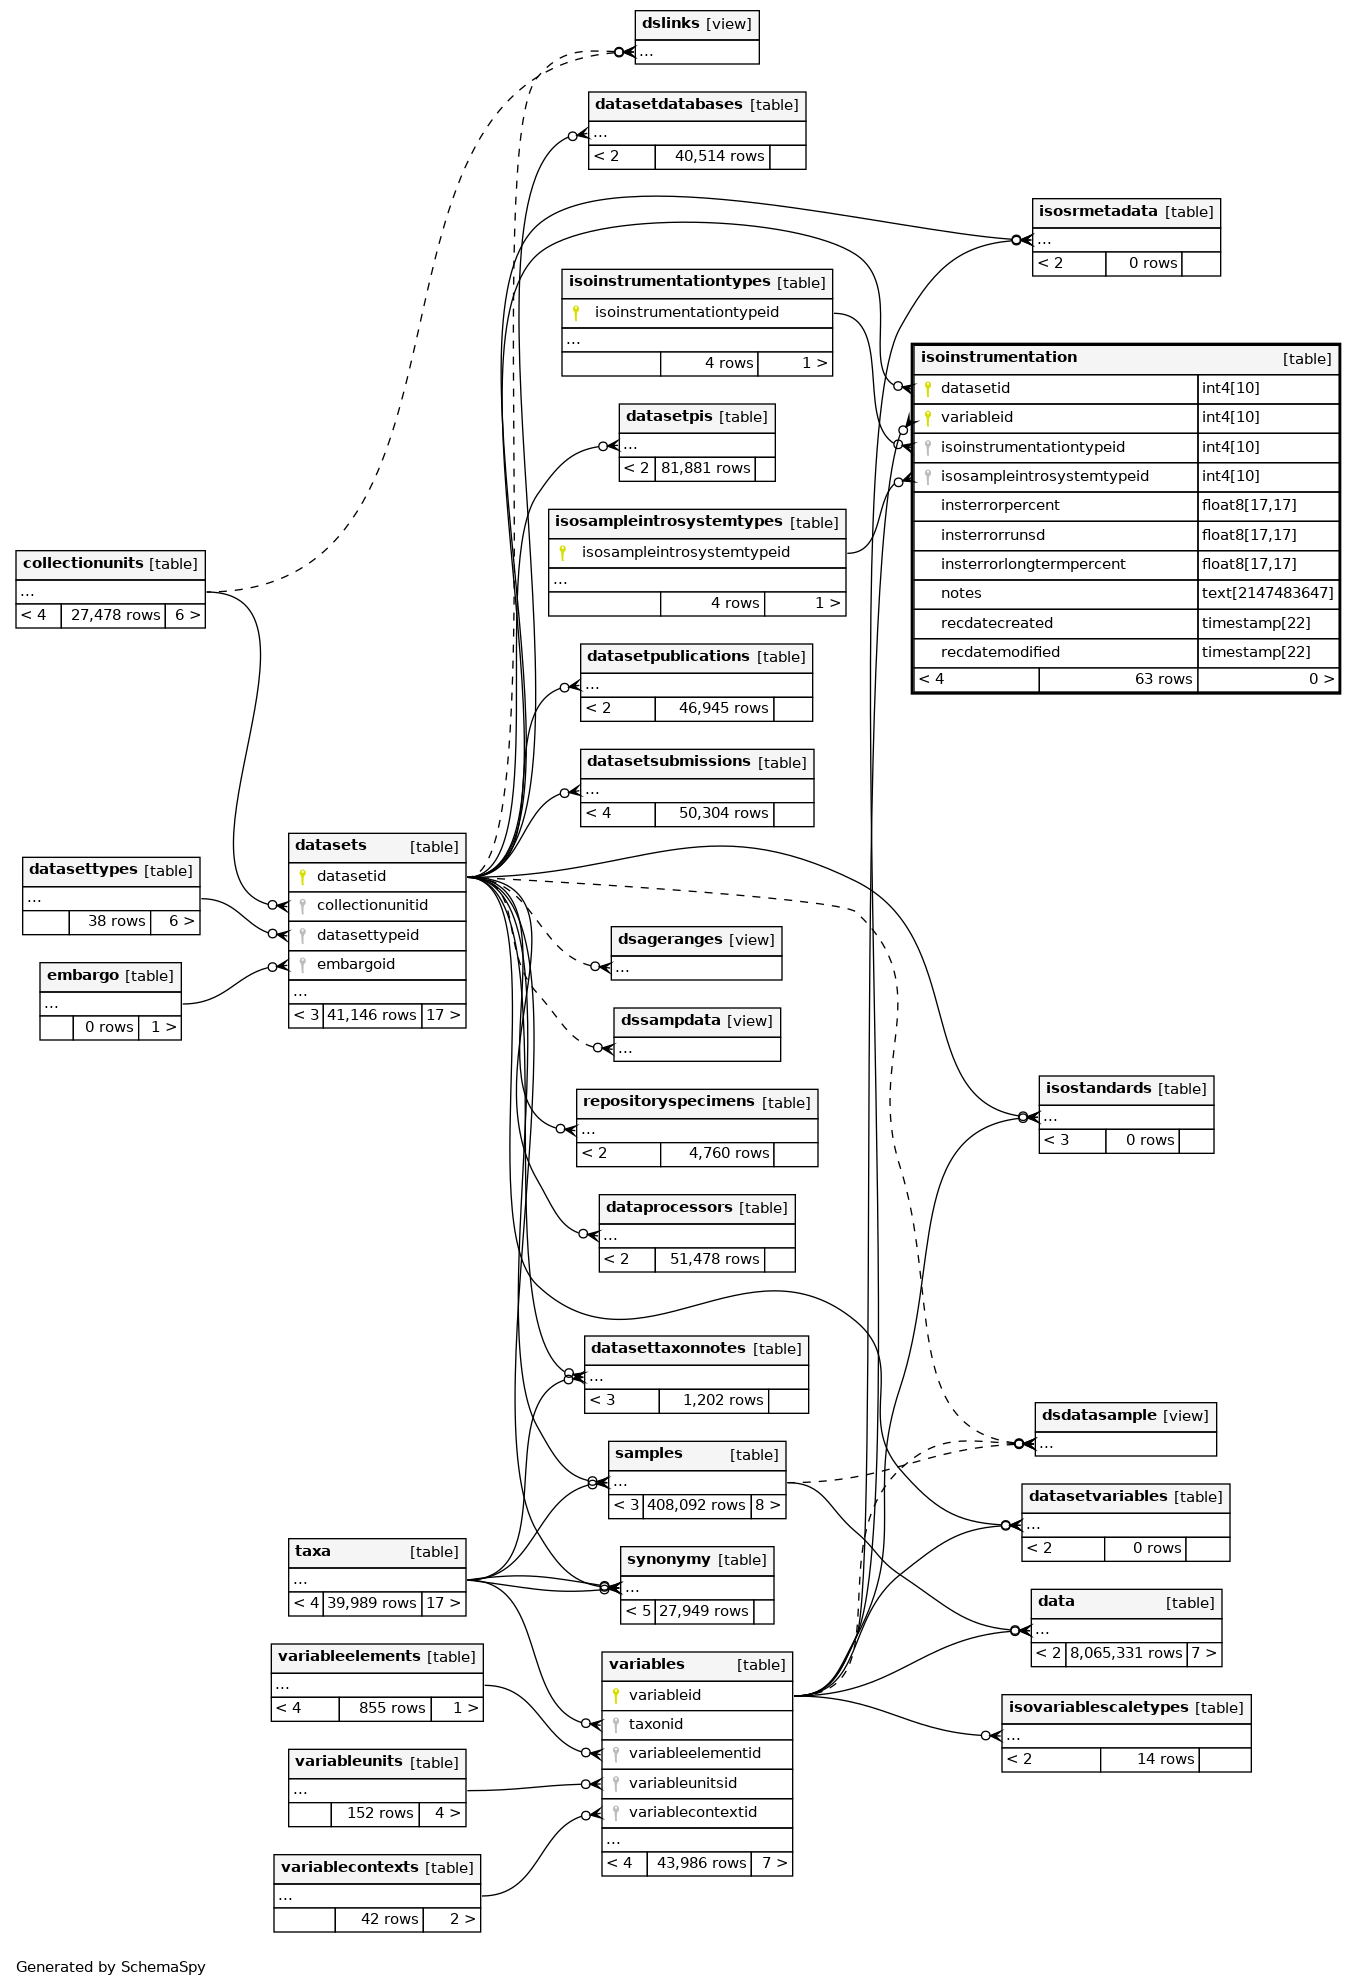 dslinks [view]
...
datasetdatabases [table]
...
< 2 40,514 rows
isosrmetadata [table]
...
< 2 0 rows
isoinstrumentationtypes [table]
isoinstrumentationtypeid
...
4 rows 1 >
isoinstrumentation [table]
datasetid int4[10]
variableid int4[10]
isoinstrumentationtypeid int4[10]
isosampleintrosystemtypeid int4[10]
insterrorpercent float8[17,17]
insterrorrunsd float8[17,17]
insterrorlongtermpercent float8[17,17]
notes text[2147483647]
recdatecreated timestamp[22]
recdatemodified timestamp[22]
< 4 63 rows 0 >
datasetpis [table]
...
< 2 81,881 rows
isosampleintrosystemtypes [table]
isosampleintrosystemtypeid
...
4 rows 1 >
collectionunits [table]
...
< 4 27,478 rows 6 >
datasetpublications [table]
...
< 2 46,945 rows
datasetsubmissions [table]
...
< 4 50,304 rows
datasettypes [table]
...
38 rows 6 >
embargo [table]
...
0 rows 1 >
datasets [table]
datasetid
collectionunitid
datasettypeid
embargoid
...
< 3 41,146 rows 17 >
dsageranges [view]
...
dssampdata [view]
...
repositoryspecimens [table]
...
< 2 4,760 rows
isostandards [table]
...
< 3 0 rows
dataprocessors [table]
...
< 2 51,478 rows
datasettaxonnotes [table]
...
< 3 1,202 rows
dsdatasample [view]
...
samples [table]
...
< 3 408,092 rows 8 >
datasetvariables [table]
...
< 2 0 rows
taxa [table]
...
< 4 39,989 rows 17 >
synonymy [table]
...
< 5 27,949 rows
data [table]
...
< 2 8,065,331 rows 7 >
variableelements [table]
...
< 4 855 rows 1 >
variables [table]
variableid
taxonid
variableelementid
variableunitsid
variablecontextid
...
< 4 43,986 rows 7 >
isovariablescaletypes [table]
...
< 2 14 rows
variableunits [table]
...
152 rows 4 >
variablecontexts [table]
...
42 rows 2 >
Generated by SchemaSpy